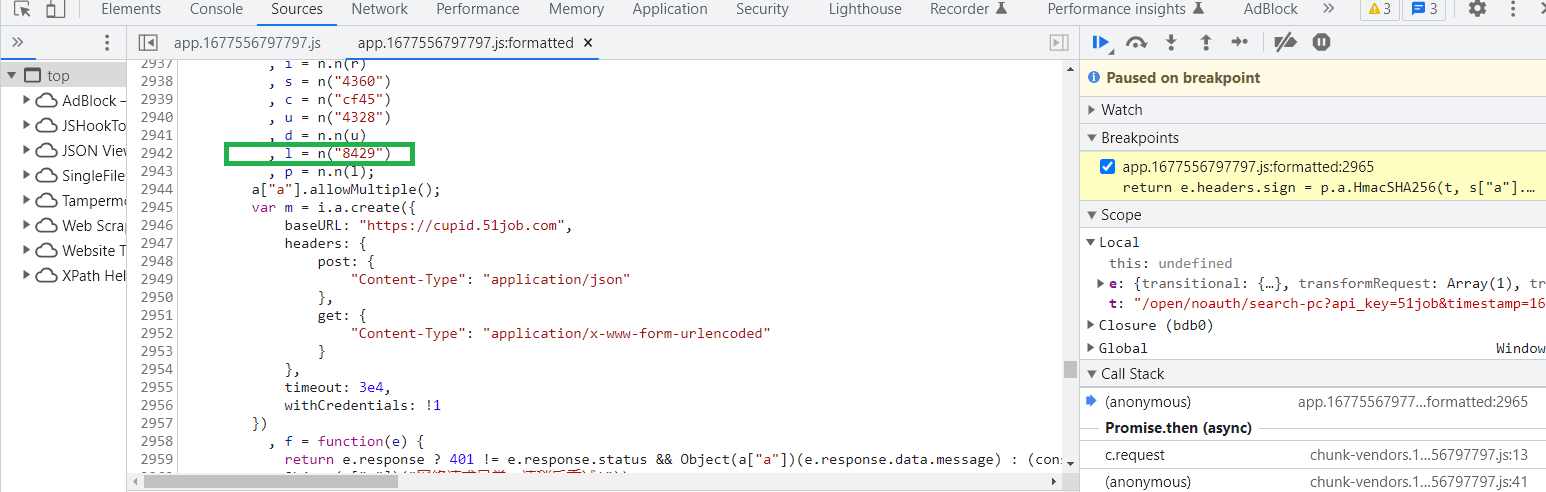 Elements Console Sources Network Performance Memory Application Security Lighthouse Recorder Performance insights AdBlock » 3 3
» app.1677556797797.js app.1677556797797.js:formatted ×
top
AdBlock –
JSHookTo
JSON View
SingleFile
Tamperm
Web Scrap
Website T
XPath Hel
2937 , i = n.n(r)
2938 , s = n("4360")
2939 , c = n("cf45")
2940 , u = n("4328")
2941 , d = n.n(u)
2942 , l = n("8429")
2943 , p = n.n(l);
2944 a["a"].allowMultiple();
2945 var m = i.a.create({
2946 baseURL: "https://cupid.51job.com",
2947 headers: {
2948 post: {
2949 "Content-Type": "application/json"
2950 },
2951 get: {
2952 "Content-Type": "application/x-www-form-urlencoded"
2953 }
2954 },
2955 timeout: 3e4,
2956 withCredentials: !1
2957 })
2958 , f = function(e) {
2959 return e.response ? 401 != e.response.status && Object(a["a"])(e.response.data.message) : (cons
Paused on breakpoint
Watch
Breakpoints
app.1677556797797.js:formatted:2965
return e.headers.sign = p.a.HmacSHA256(t, s["a"].…
Scope
Local
this: undefined
e: {transitional: {…}, transformRequest: Array(1), tr
t: "/open/noauth/search-pc?api_key=51job&timestamp=16
Closure (bdb0)
Global Window
Call Stack
(anonymous) app.16775567977…formatted:2965
Promise.then (async)
c.request chunk-vendors.1…56797797.js:13
(anonymous) chunk-vendors.1…56797797.js:41